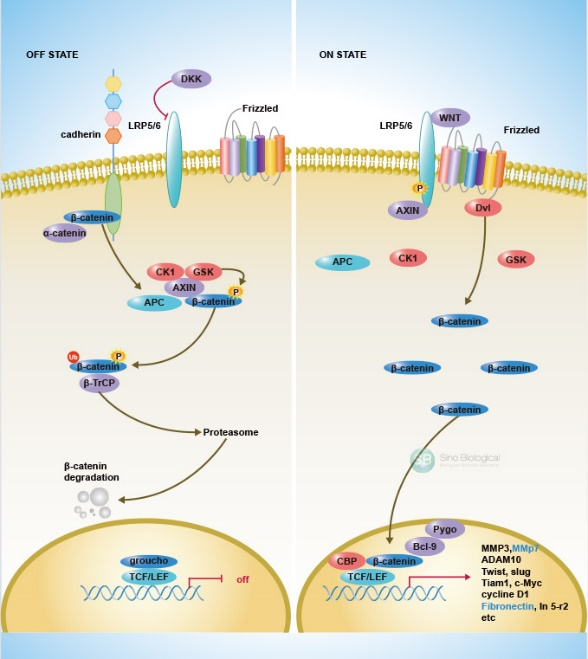 OFF STATE
DKK
LRP5/6
Frizzled
cadherin
β-catenin
α-catenin
CK1
GSK
AXIN
P
APC
β-catenin
Ub
P
β-catenin
β-TrCP
Proteasome
β-catenin
degradation
groucho
TCF/LEF
off
ON STATE
WNT
LRP5/6
Frizzled
P
AXIN
Dvl
APC
CK1
GSK
β-catenin
β-catenin
β-catenin
β-catenin
SB
Sino Biological
Pygo
Bcl-9
CBP
β-catenin
TCF/LEF
MMP3,MMp7
ADAM10
Twist, slug
Tiam1, c-Myc
cycline D1
Fibronectin, ln 5-r2
etc